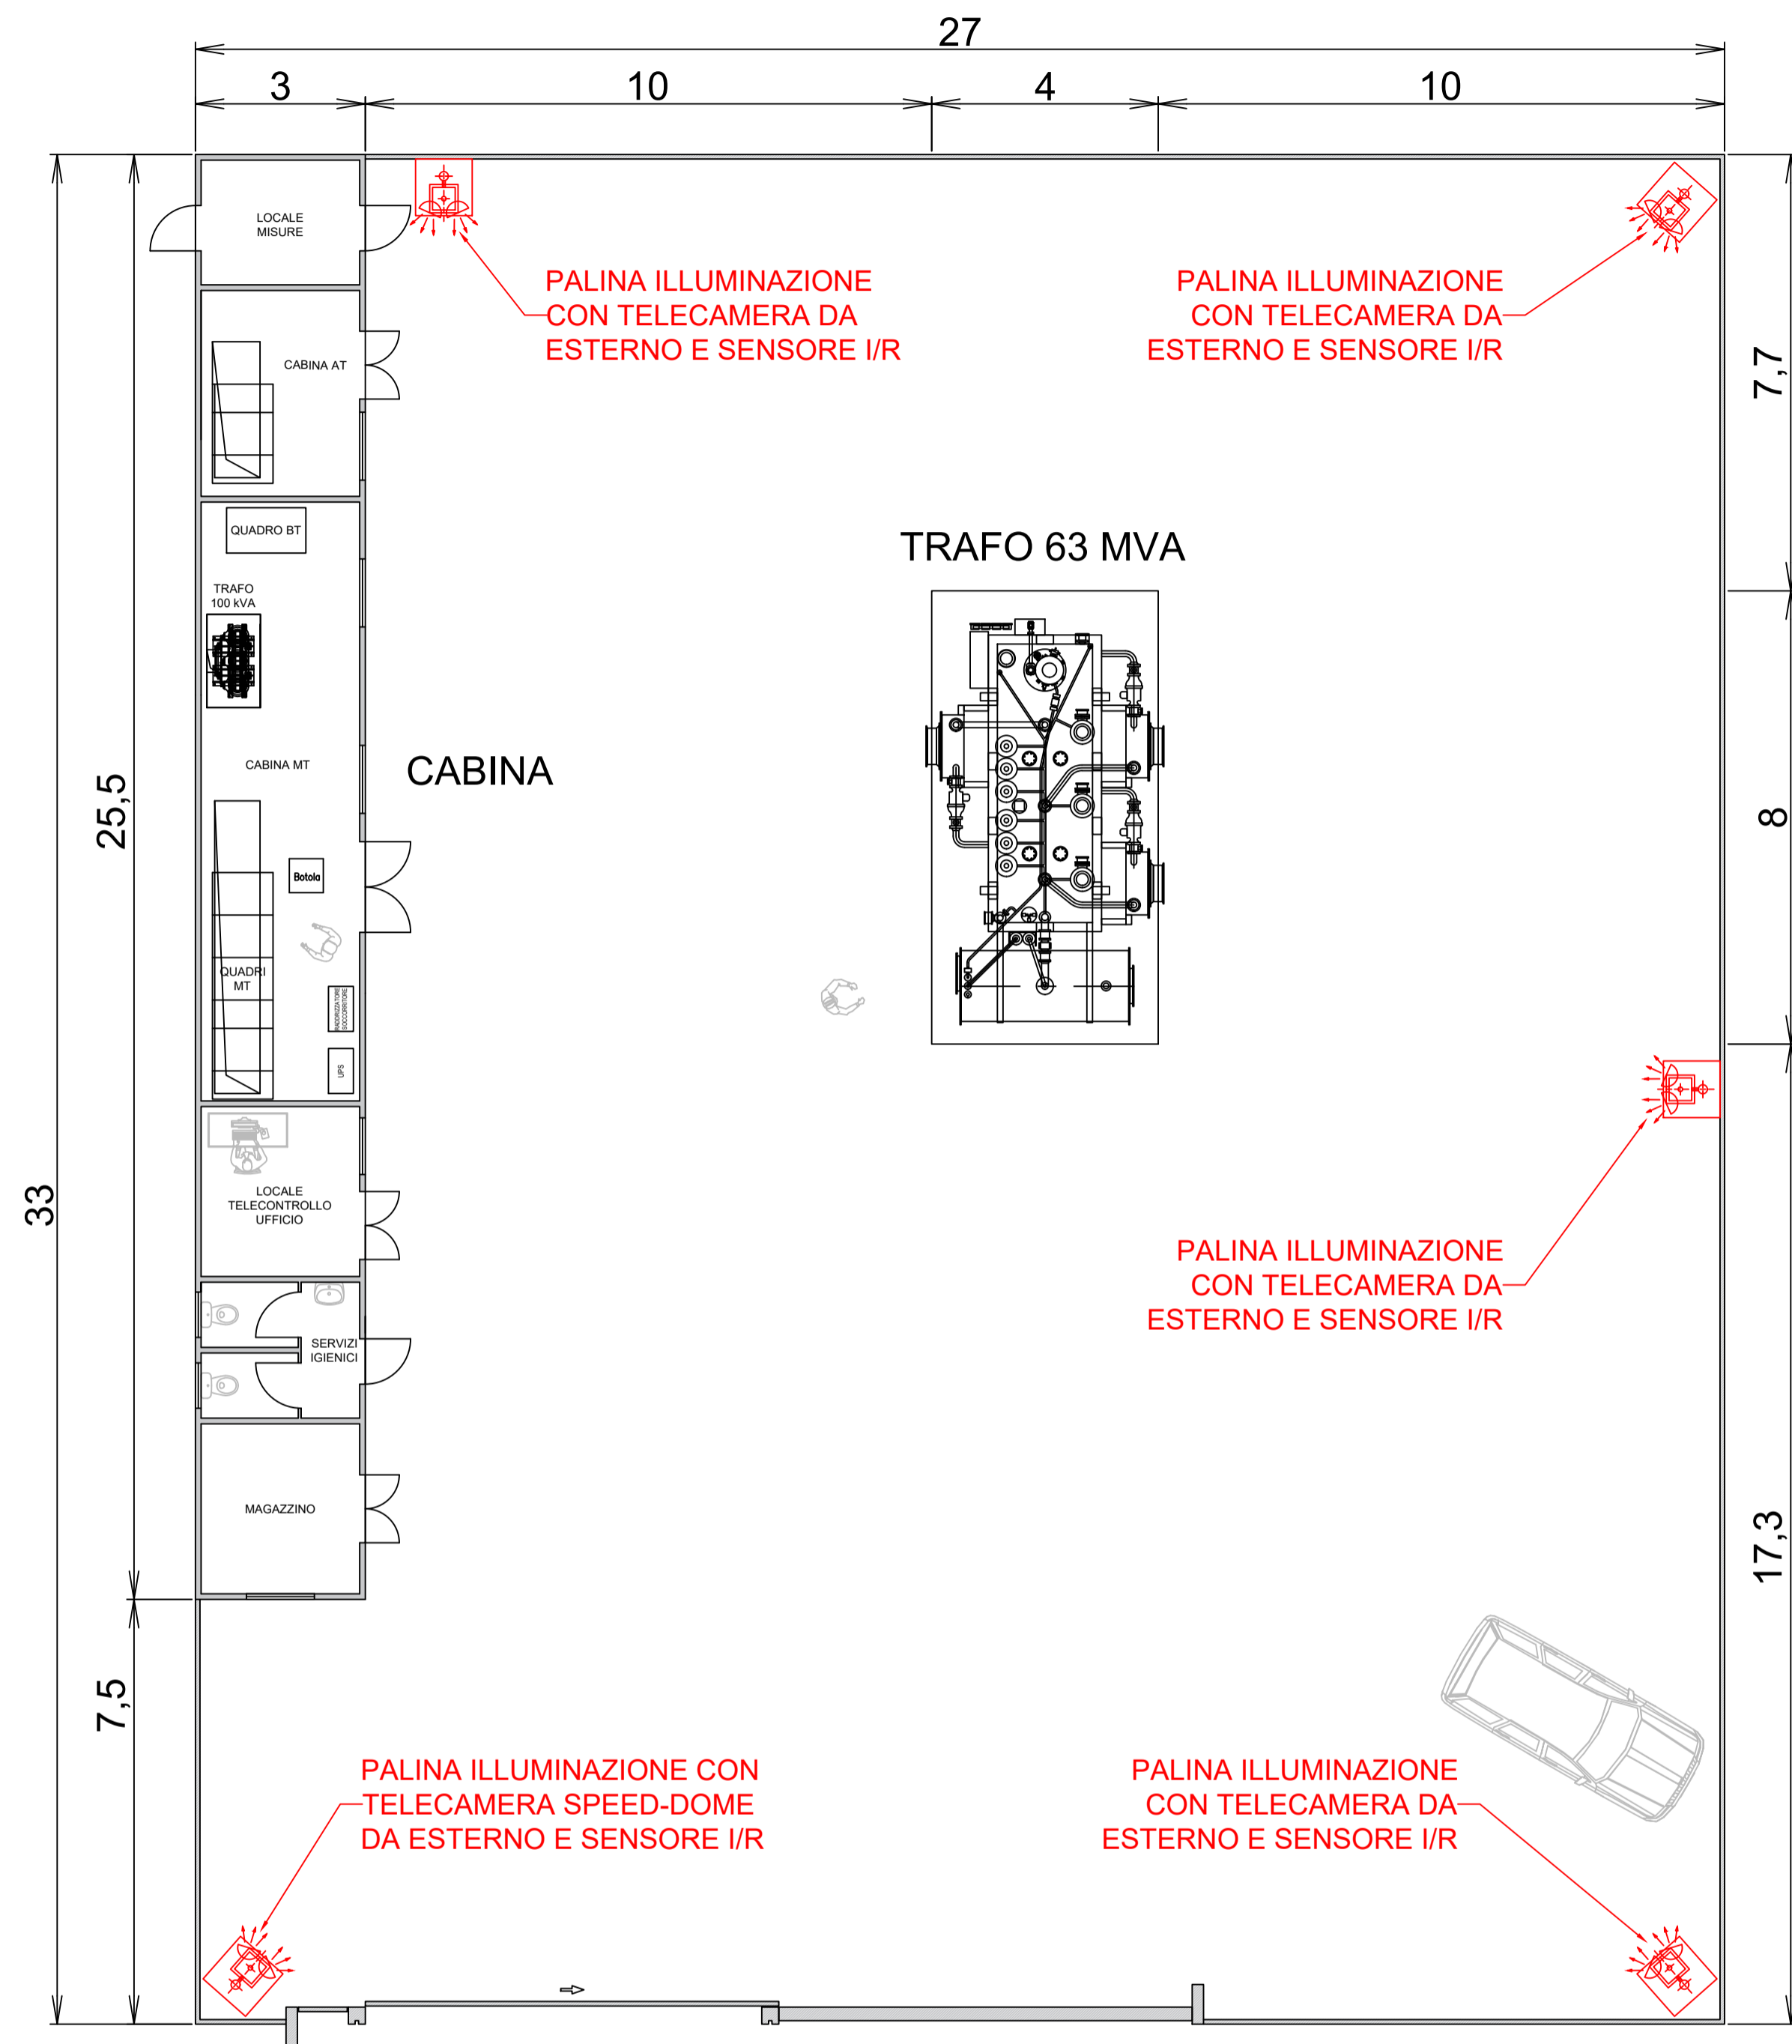 27
3
10
4
10
LOCALE
MISURE
PALINA ILLUMINAZIONE
CON TELECAMERA DA
ESTERNO E SENSORE I/R
PALINA ILLUMINAZIONE
CON TELECAMERA DA
ESTERNO E SENSORE I/R
CABINA AT
7,7
QUADRO BT
TRAFO 63 MVA
TRAFO
100 kVA
CABINA MT
CABINA
25,5
8
Botola
QUADRI
MT
RADDRIZZATORE
SOCCORRITORE
UPS
33
LOCALE
TELECONTROLLO
UFFICIO
PALINA ILLUMINAZIONE
CON TELECAMERA DA
ESTERNO E SENSORE I/R
SERVIZI
IGIENICI
MAGAZZINO
17,3
7,5
PALINA ILLUMINAZIONE CON
TELECAMERA SPEED-DOME
DA ESTERNO E SENSORE I/R
PALINA ILLUMINAZIONE
CON TELECAMERA DA
ESTERNO E SENSORE I/R